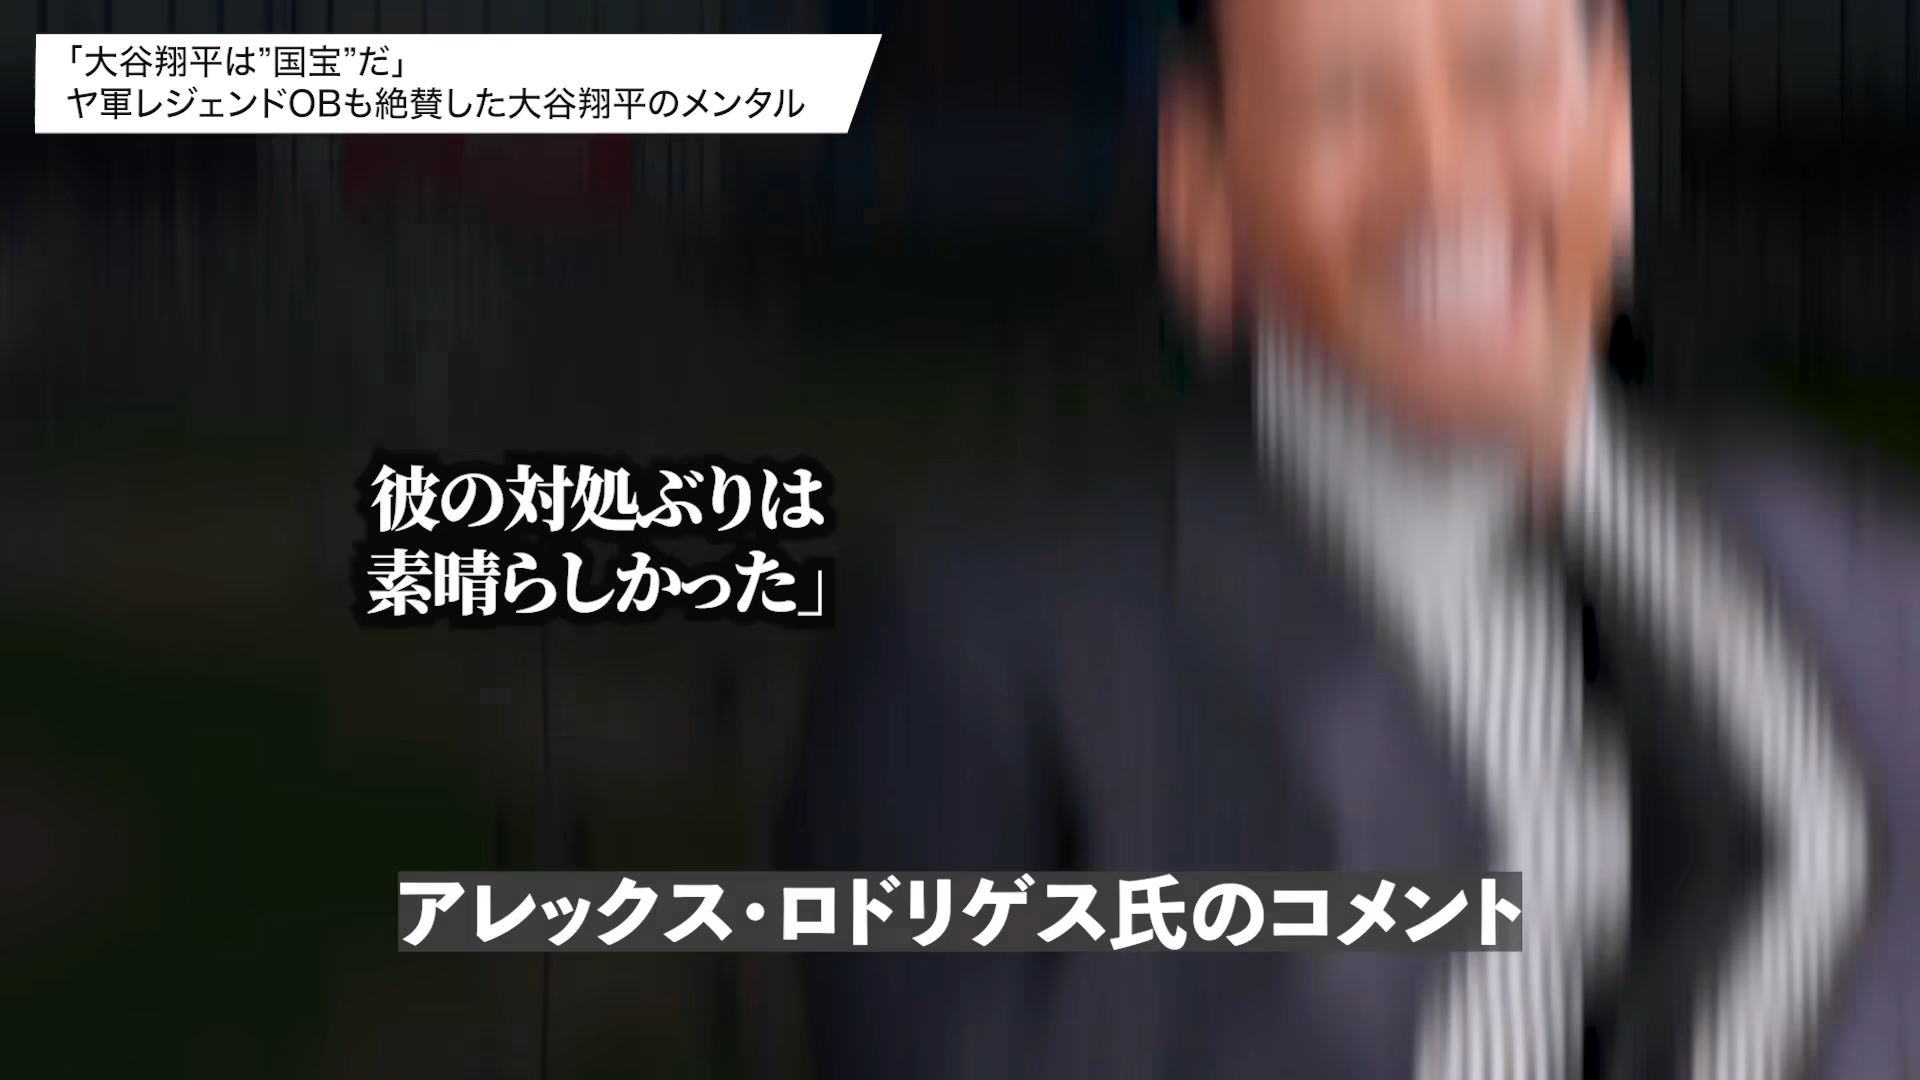 「大谷翔平は”国宝”だ」
ヤ軍レジェンドOBも絶賛した大谷翔平のメンタル
彼の対処ぶりは
素晴らしかった」
アレックス・ロドリゲス氏のコメント